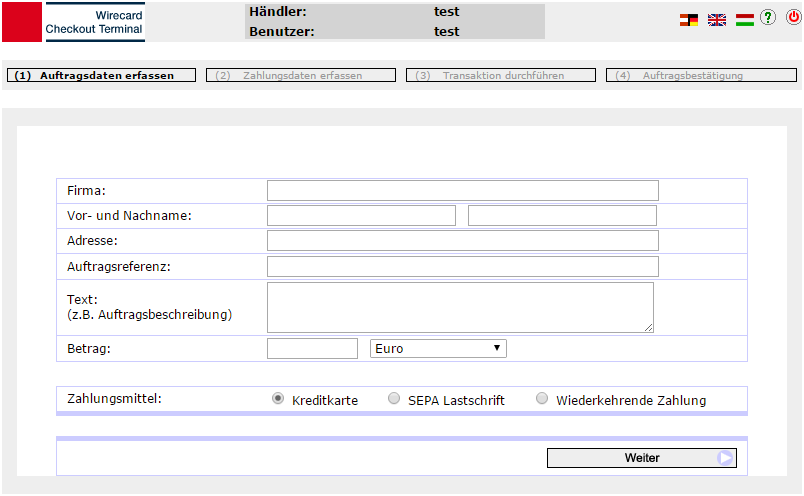 Wirecard
Checkout Terminal
Händler: test
Benutzer: test
?
(1) Auftragsdaten erfassen (2) Zahlungsdaten erfassen (3) Transaktion durchführen (4) Auftragsbestätigung
Firma:
Vor- und Nachname:
Adresse:
Auftragsreferenz:
Text:
(z.B. Auftragsbeschreibung)
Betrag: Euro
Zahlungsmittel: Kreditkarte SEPA Lastschrift Wiederkehrende Zahlung
Weiter